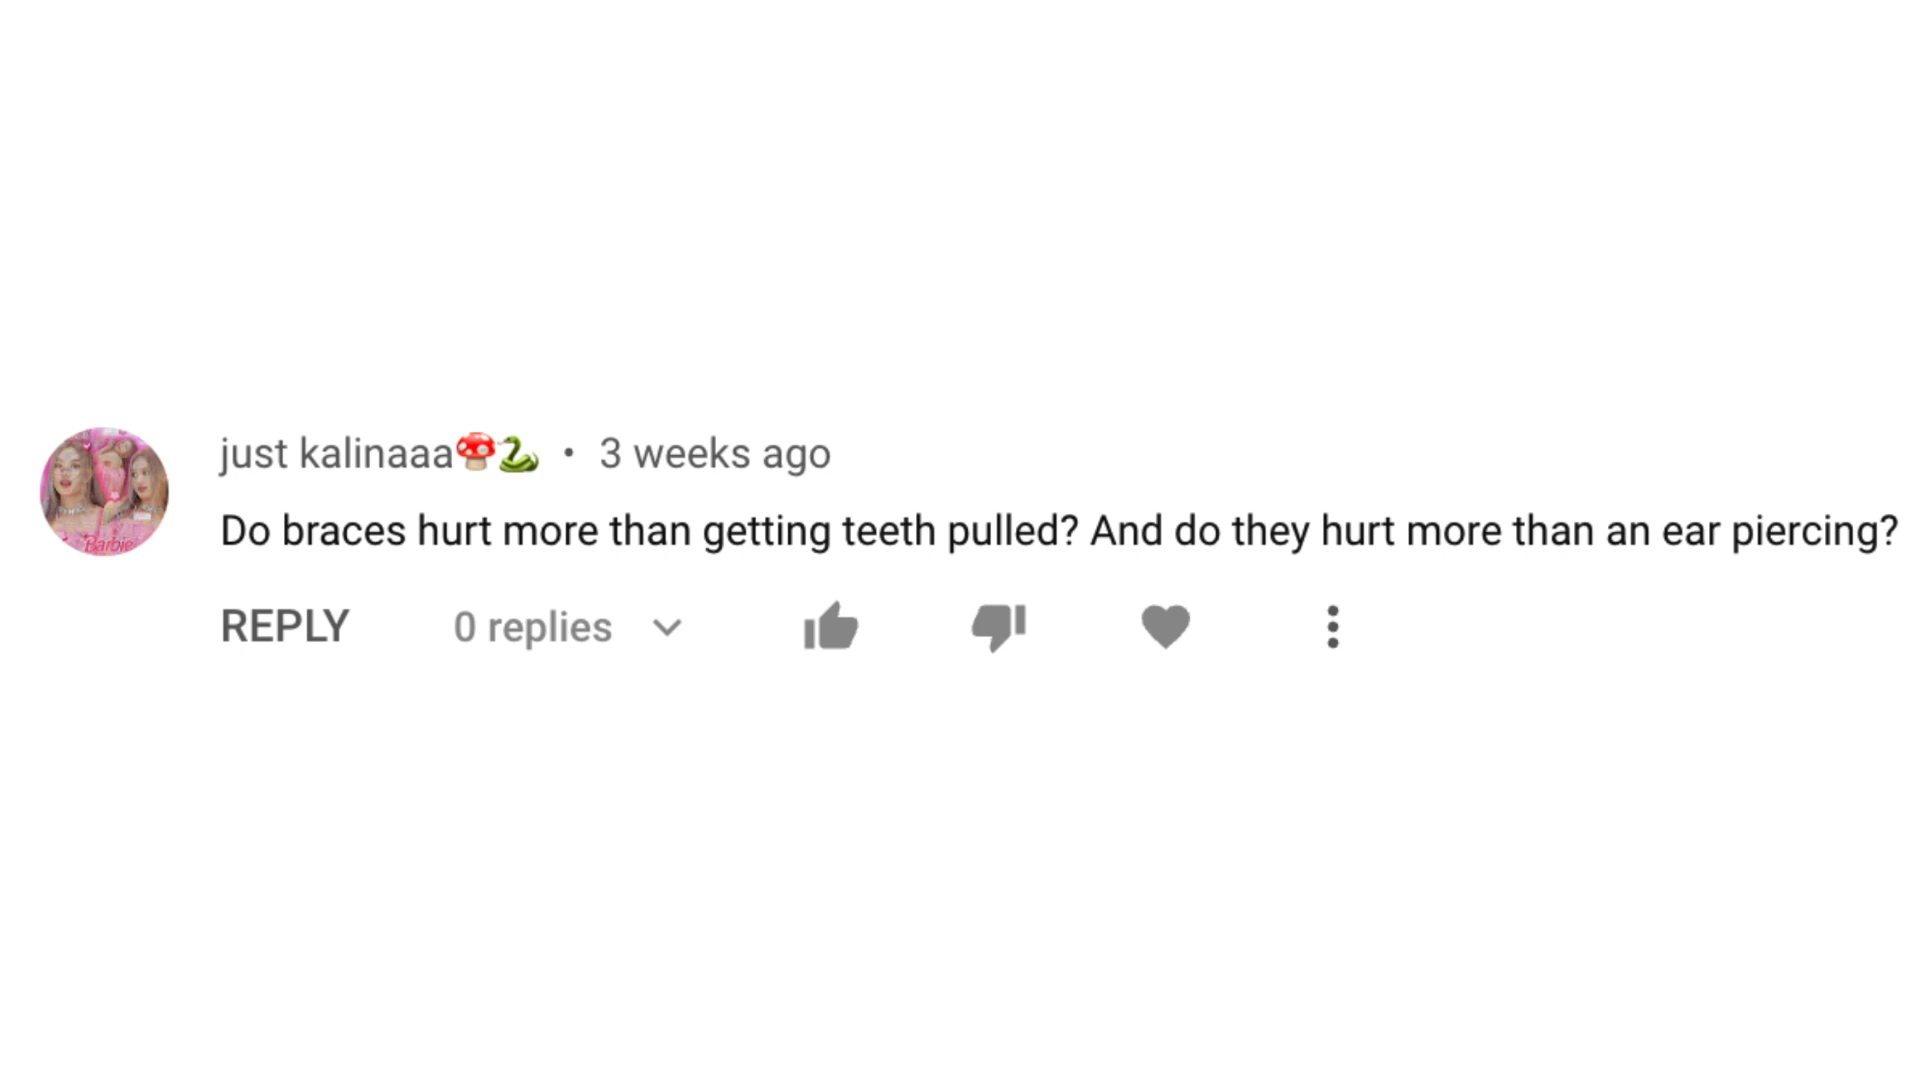 just kalinaaa🍄🐍 • 3 weeks ago
Do braces hurt more than getting teeth pulled? And do they hurt more than an ear piercing?
REPLY 0 replies
Barbie